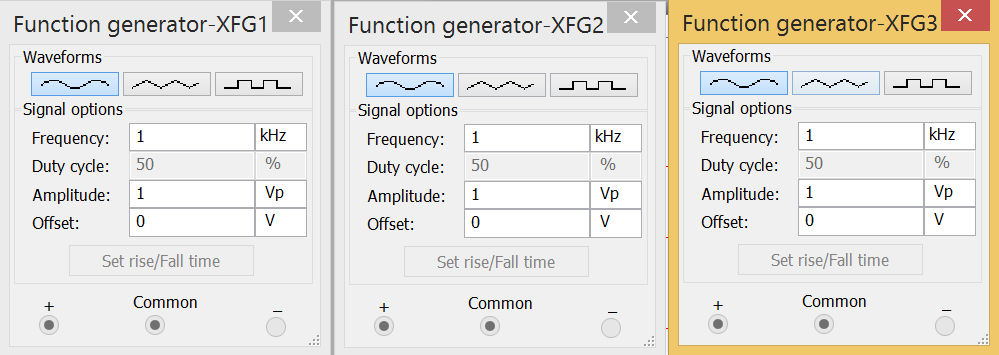 Function generator-XFG1
Waveforms
Signal options
Frequency: 1 kHz
Duty cycle: 50 %
Amplitude: 1 Vp
Offset: 0 V
Set rise/Fall time
+ Common −
Function generator-XFG2
Waveforms
Signal options
Frequency: 1 kHz
Duty cycle: 50 %
Amplitude: 1 Vp
Offset: 0 V
Set rise/Fall time
+ Common −
Function generator-XFG3
Waveforms
Signal options
Frequency: 1 kHz
Duty cycle: 50 %
Amplitude: 1 Vp
Offset: 0 V
Set rise/Fall time
+ Common −